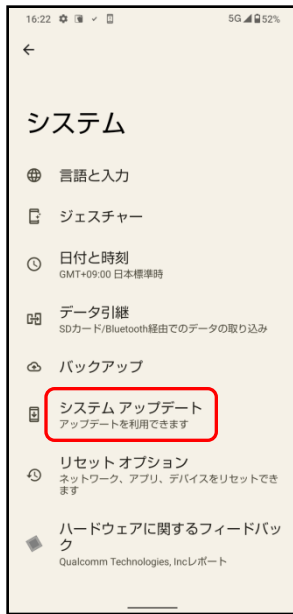 16:22 5G 52%
システム
言語と入力
ジェスチャー
日付と時刻
GMT+09:00 日本標準時
データ引継
SDカード/Bluetooth経由でのデータの取り込み
バックアップ
システム アップデート
アップデートを利用できます
リセット オプション
ネットワーク、アプリ、デバイスをリセットでき
ます
ハードウェアに関するフィードバッ
ク
Qualcomm Technologies, Incレポート